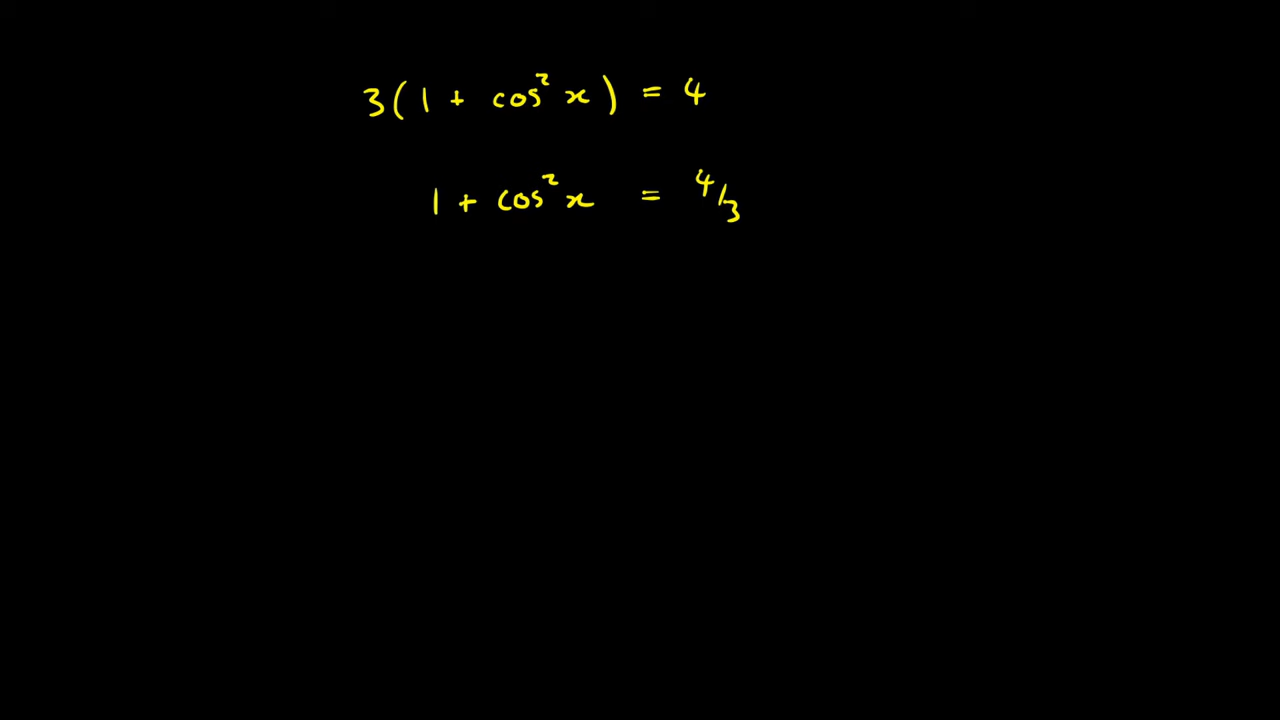 3(1 + cos² x) = 4
1 + cos² x = 4/3